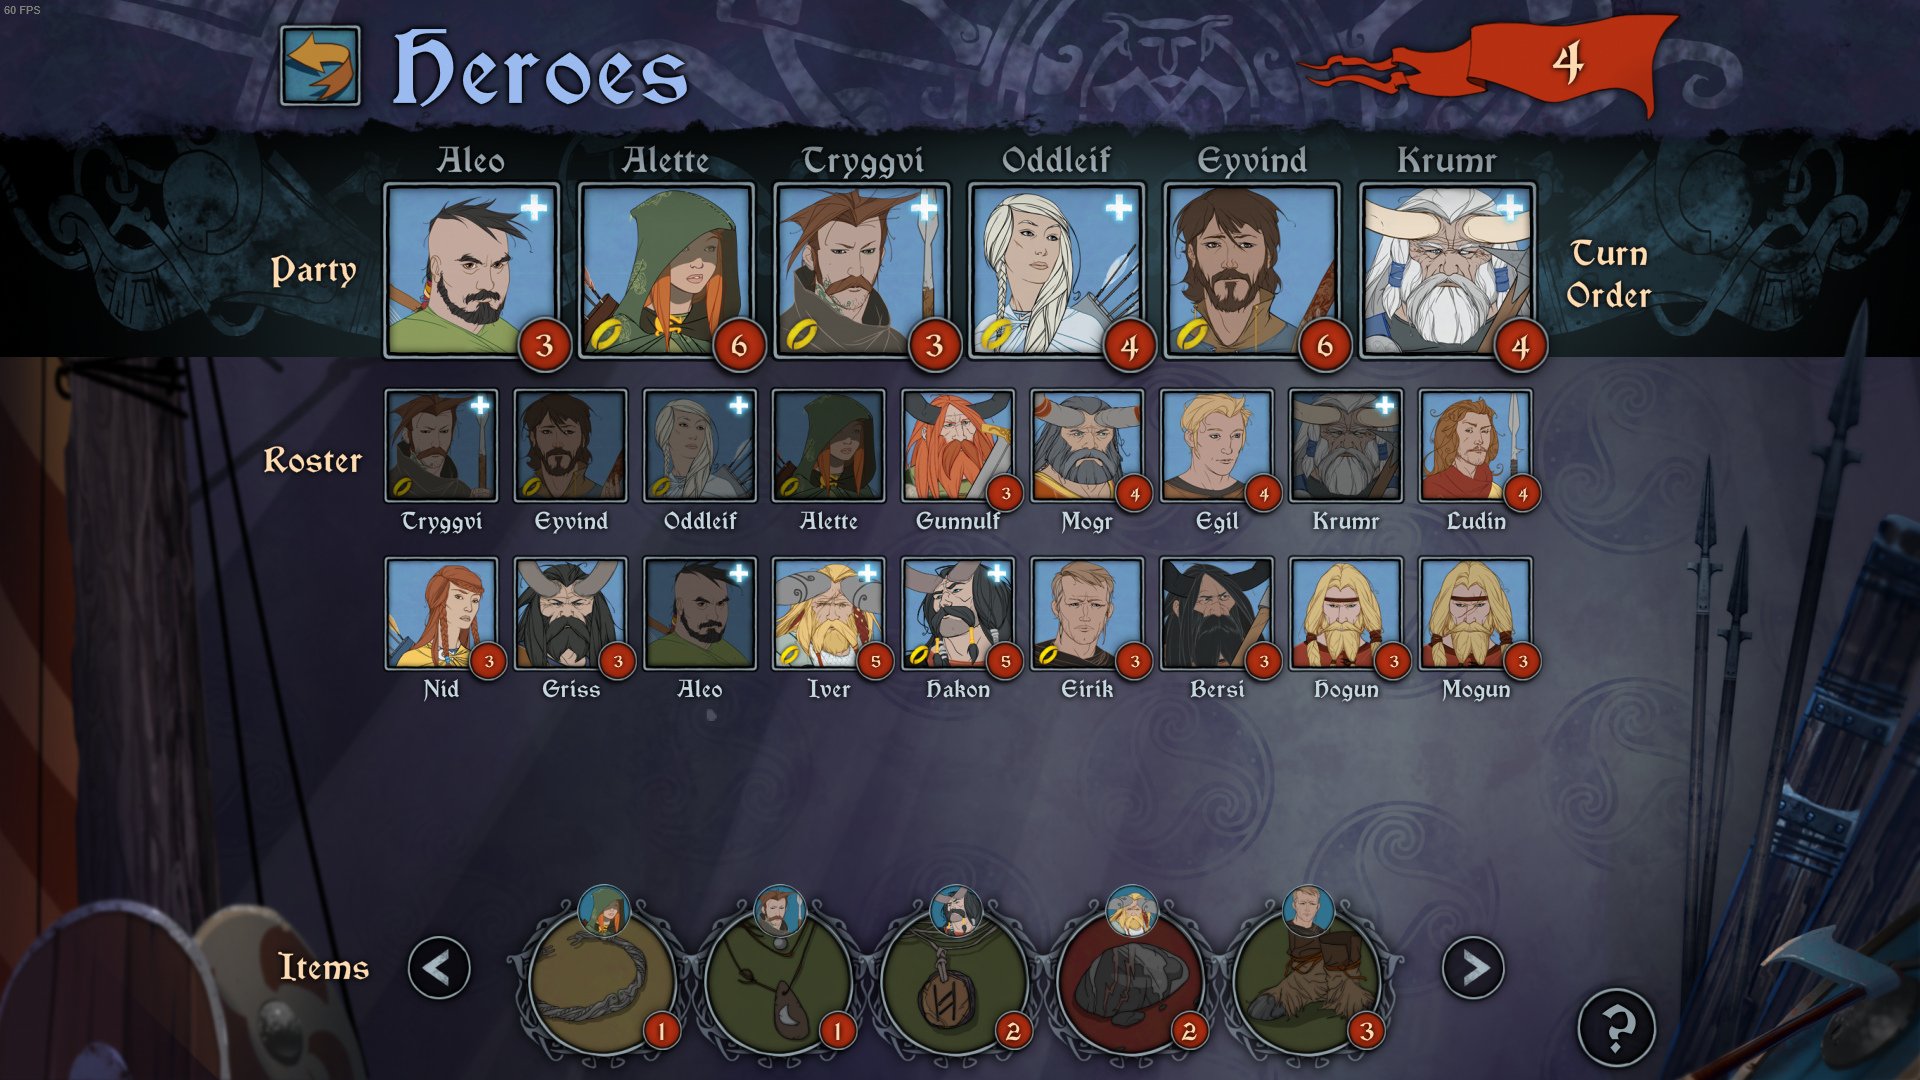 60 FPS
Heroes
4
Aleo Alette Tryggvi Oddleif Eyvind Krumr
Party
Turn
Order
3 6 3 4 6 4
Roster
3 4 4 4
Tryggvi Eyvind Oddleif Alette Gunnulf Mogr Egil Krumr Ludin
3 3 5 5 3 3 3 3
Nid Griss Aleo Iver Hakon Eirik Bersi Hogun Mogun
Items
<
>
1 1 2 2 3
?